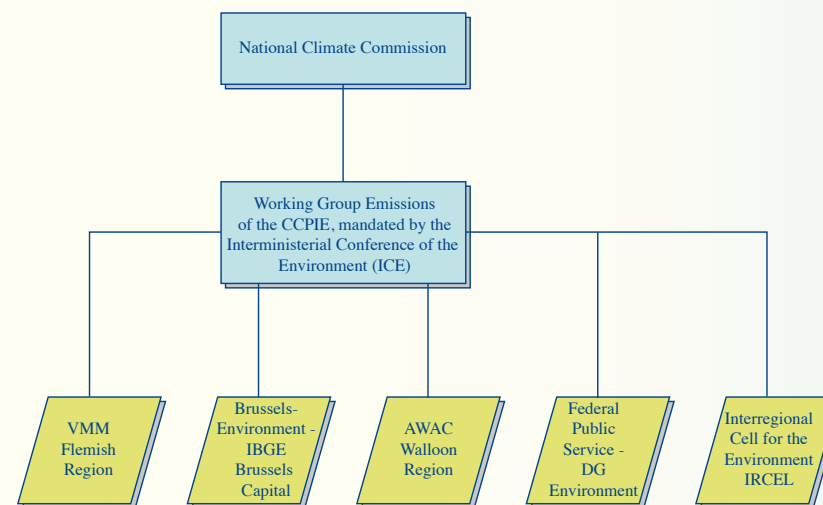 National Climate Commission
Working Group Emissions
of the CCPIE, mandated by the
Interministerial Conference of the
Environment (ICE)
VMM
Flemish
Region
Brussels-
Environment -
IBGE
Brussels
Capital
AWAC
Walloon
Region
Federal
Public
Service -
DG
Environment
Interregional
Cell for the
Environment
IRCEL